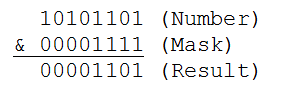 10101101 (Number)
& 00001111 (Mask)
00001101 (Result)